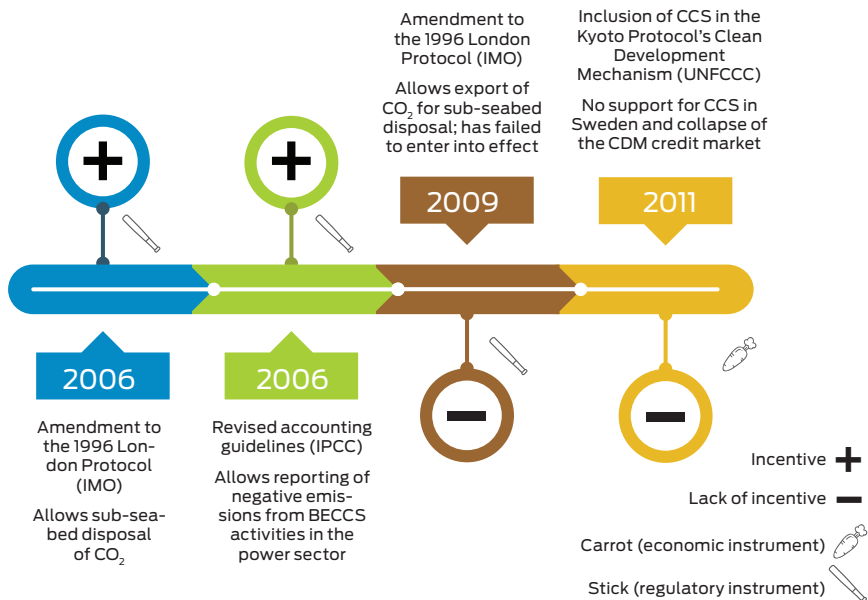 Amendment to
the 1996 London
Protocol (IMO)
Allows export of
CO₂ for sub-seabed
disposal; has failed
to enter into effect
2009
Inclusion of CCS in the
Kyoto Protocol’s Clean
Development
Mechanism (UNFCCC)
No support for CCS in
Sweden and collapse of
the CDM credit market
2011
2006
Amendment to
the 1996 Lon-
don Protocol
(IMO)
Allows sub-sea-
bed disposal
of CO₂
2006
Revised accounting
guidelines (IPCC)
Allows reporting of
negative emis-
sions from BECCS
activities in the
power sector
Incentive
Lack of incentive
Carrot (economic instrument)
Stick (regulatory instrument)